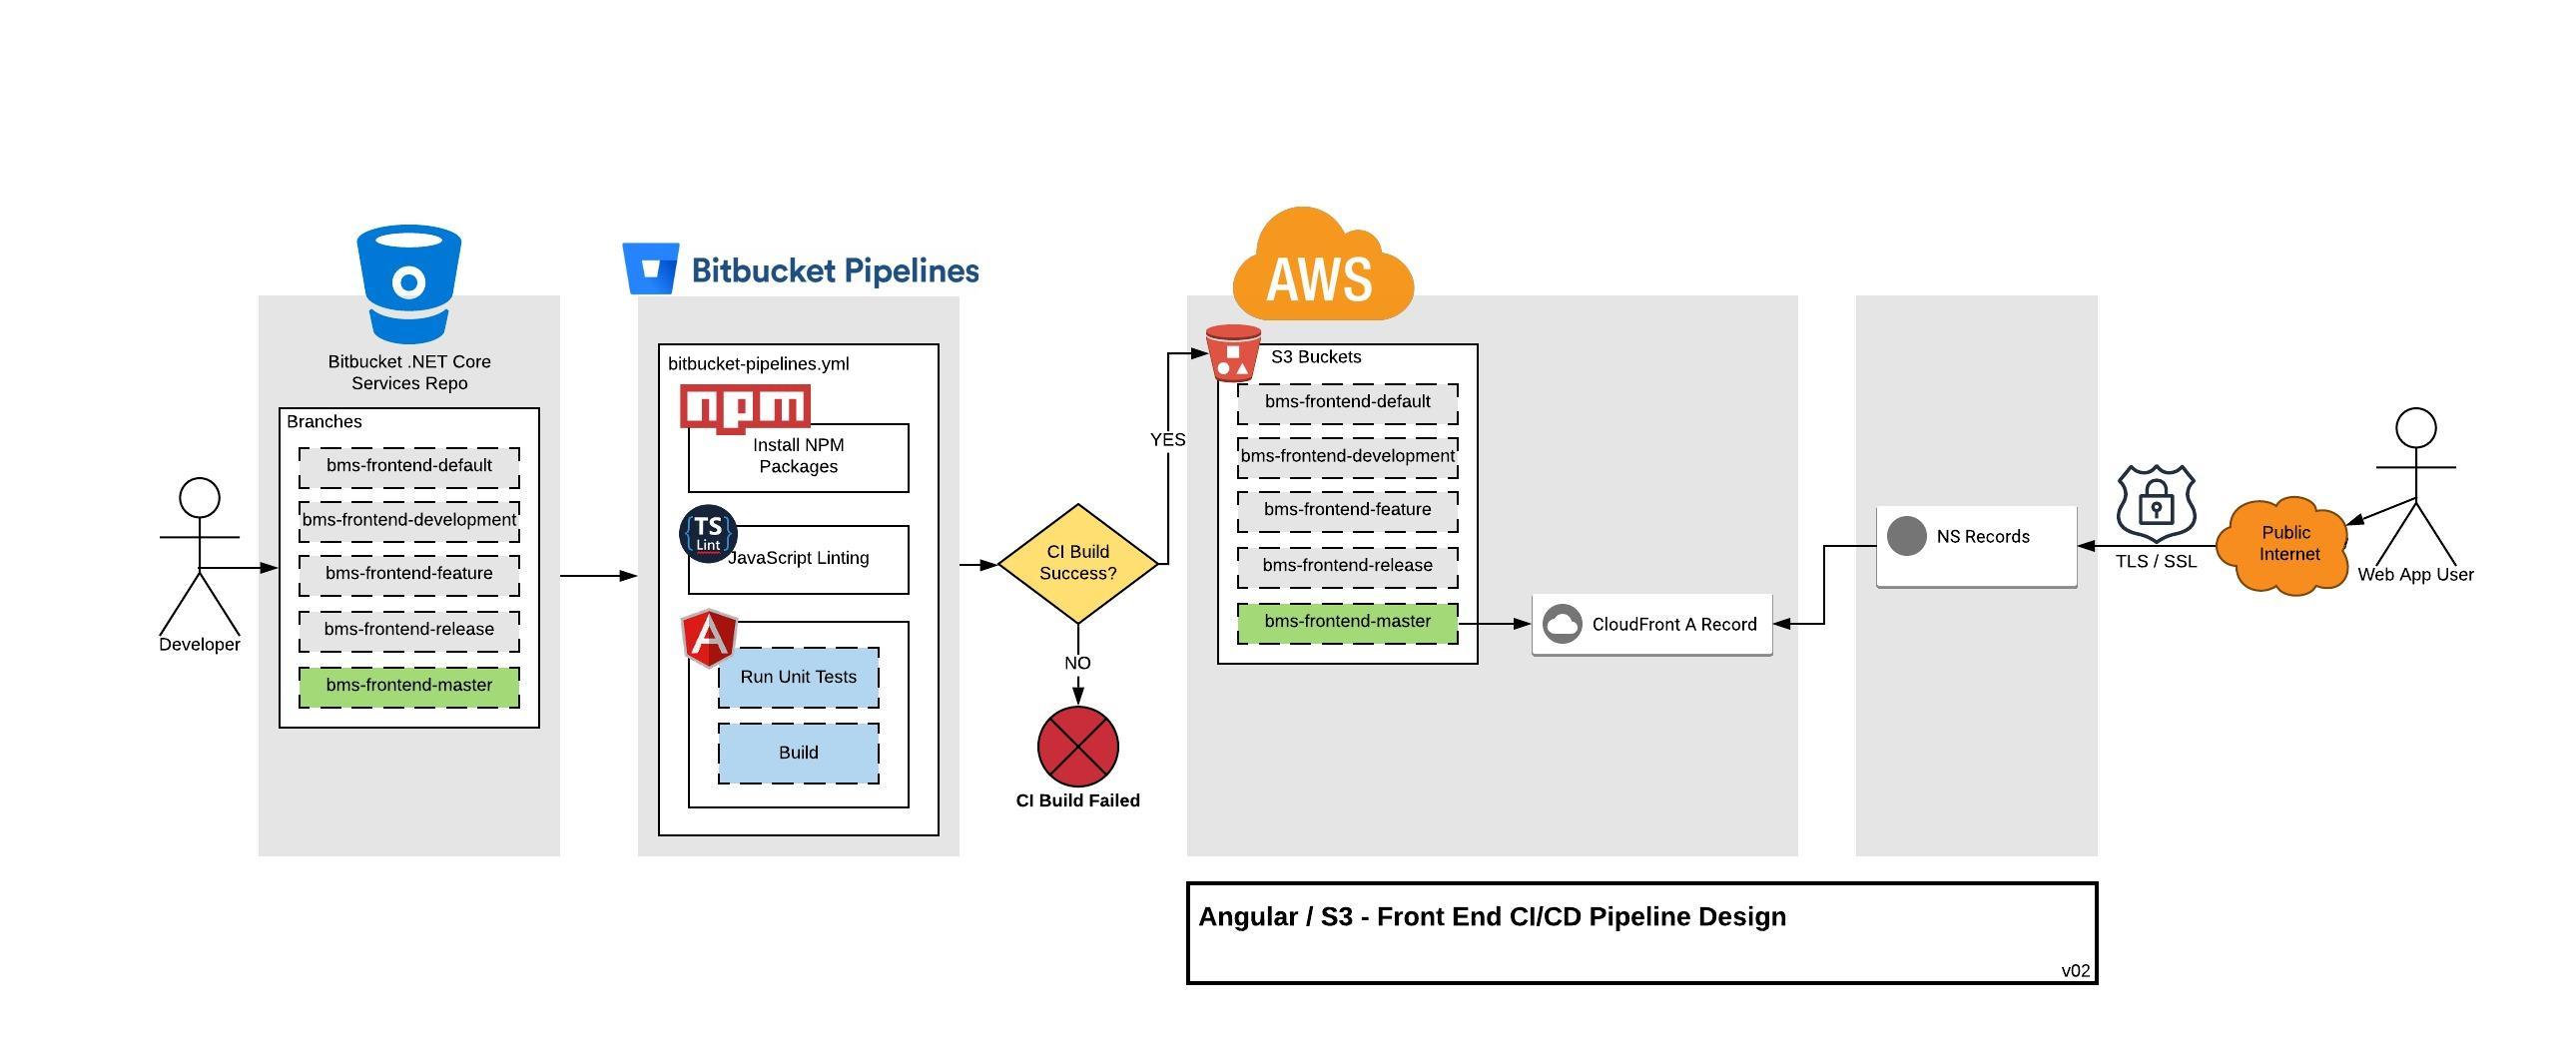 Bitbucket .NET Core
Services Repo
Branches
bms-frontend-default
bms-frontend-development
bms-frontend-feature
bms-frontend-release
bms-frontend-master
Developer
Bitbucket Pipelines
bitbucket-pipelines.yml
npm
Install NPM
Packages
{TS}
Lint
JavaScript Linting
A
Run Unit Tests
Build
CI Build
Success?
YES
NO
CI Build Failed
AWS
S3 Buckets
bms-frontend-default
bms-frontend-development
bms-frontend-feature
bms-frontend-release
bms-frontend-master
CloudFront A Record
NS Records
TLS / SSL
Public
Internet
Web App User
Angular / S3 - Front End CI/CD Pipeline Design
v02